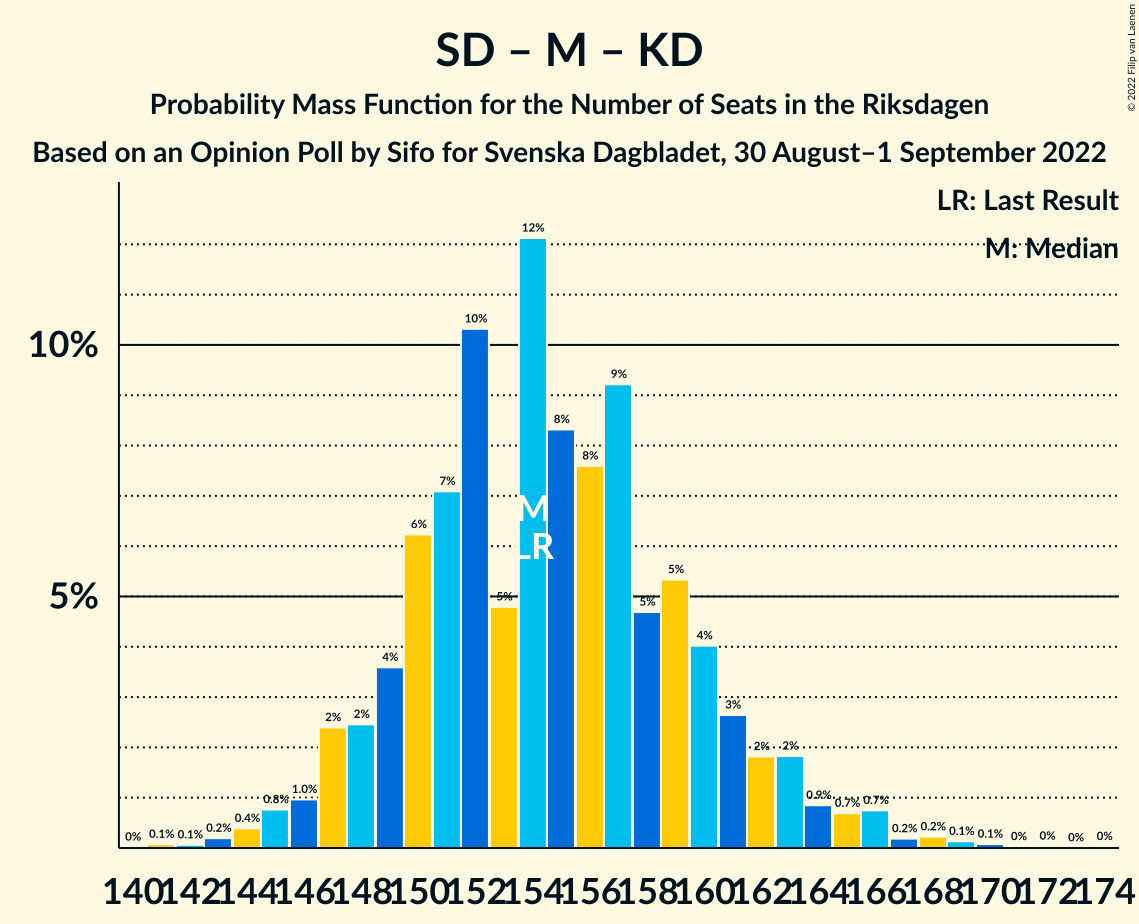 SD – M – KD
Probability Mass Function for the Number of Seats in the Riksdagen
Based on an Opinion Poll by Sifo for Svenska Dagbladet, 30 August–1 September 2022
© 2022 Filip van Laenen
LR: Last Result
M: Median
10%
5%
0% 0.1% 0.1% 0.2% 0.4% 0.8% 1.0% 2% 2% 4% 6% 7% 10% 5% 12% 8% 8% 9% 5% 5% 4% 3% 2% 2% 0.9% 0.7% 0.7% 0.2% 0.2% 0.1% 0.1% 0% 0% 0% 0%
M
LR
140 142 144 146 148 150 152 154 156 158 160 162 164 166 168 170 172 174